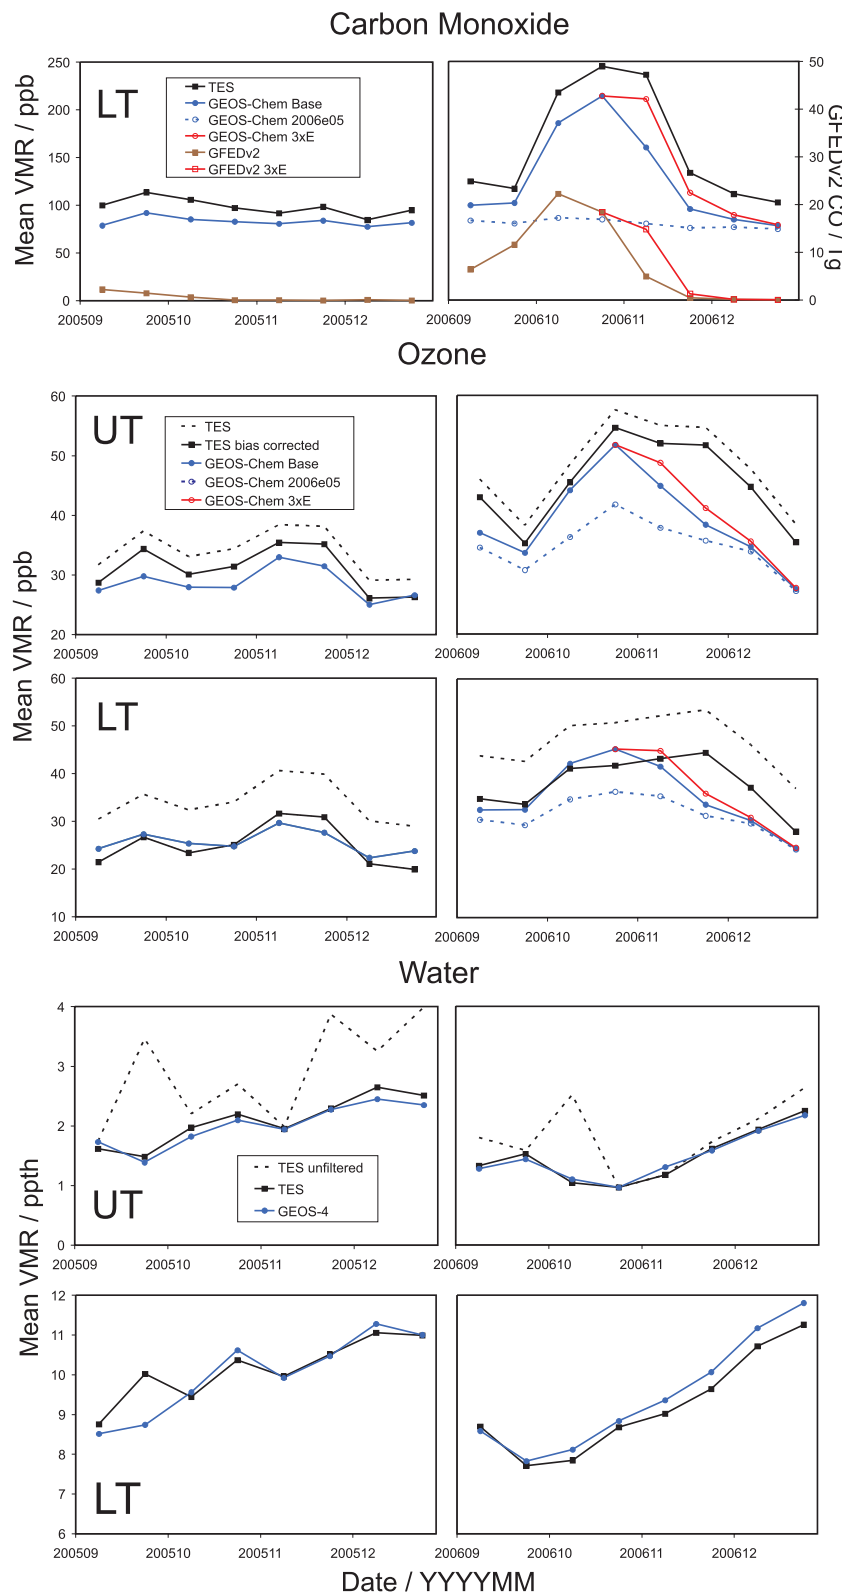 Carbon Monoxide
Mean VMR / ppb
250
200
150
100
50
0
LT
TES
GEOS-Chem Base
GEOS-Chem 2006e05
GEOS-Chem 3xE
GFEDv2
GFEDv2 3xE
50
40
30
20
10
0
GFEDv2 CO / Tg
200509 200510 200511 200512
200609 200610 200611 200612
Ozone
Mean VMR / ppb
60
50
40
30
20
UT
TES
TES bias corrected
GEOS-Chem Base
GEOS-Chem 2006e05
GEOS-Chem 3xE
200509 200510 200511 200512
200609 200610 200611 200612
60
50
40
30
20
10
LT
200509 200510 200511 200512
200609 200610 200611 200612
Water
Mean VMR / ppth
4
3
2
1
0
UT
TES unfiltered
TES
GEOS-4
200509 200510 200511 200512
200609 200610 200611 200612
12
11
10
9
8
7
6
LT
200509 200510 200511 200512
200609 200610 200611 200612
Date / YYYYMM